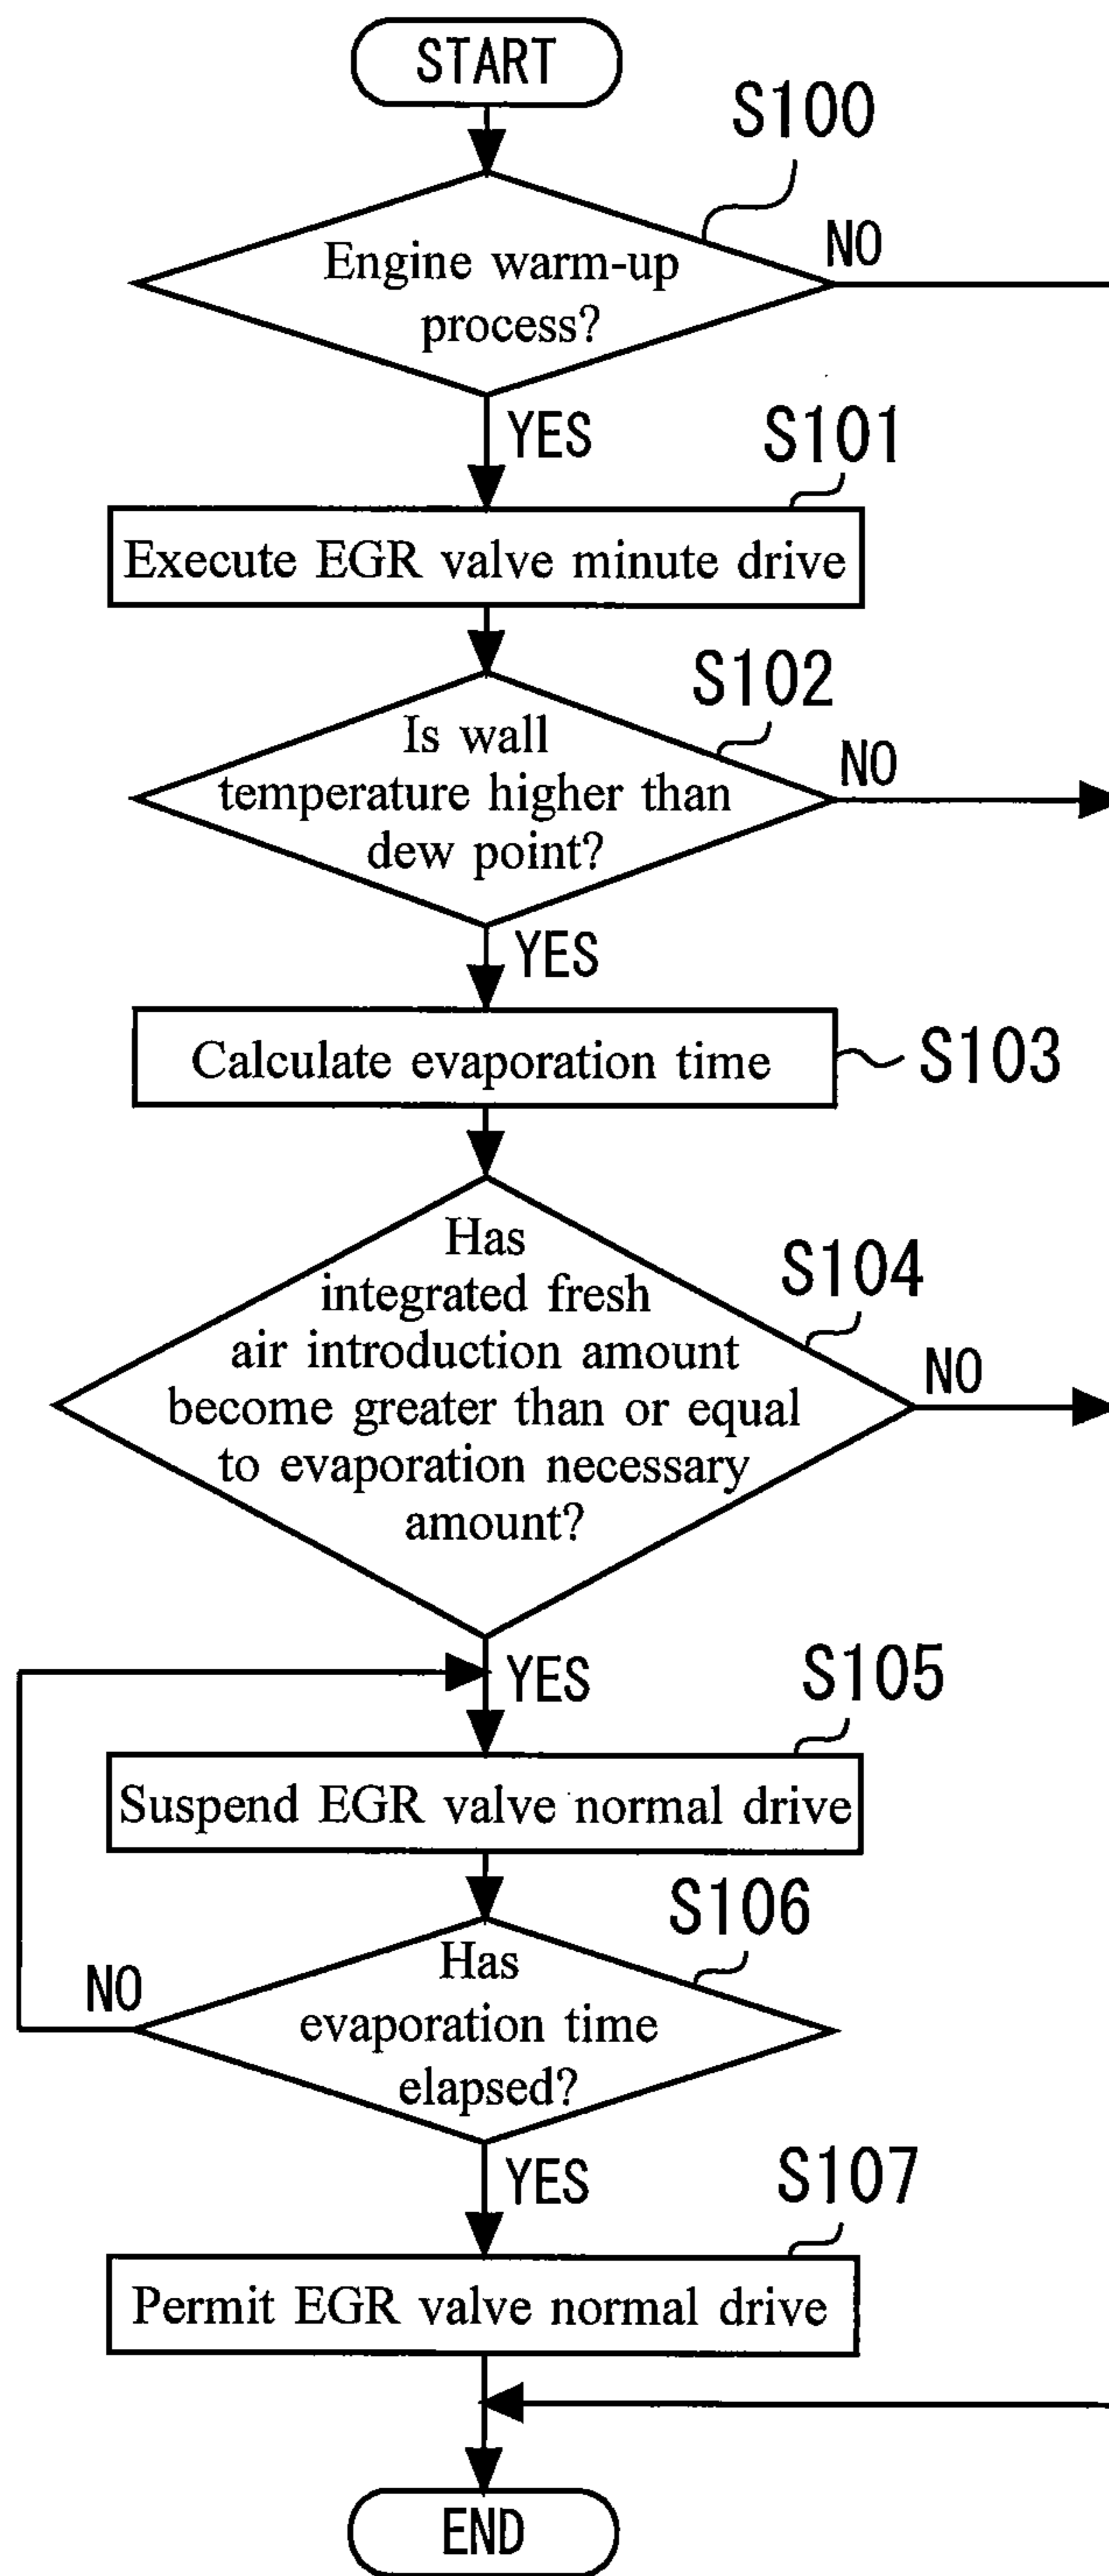 START
S100
Engine warm-up
process?
NO
YES
S101
Execute EGR valve minute drive
S102
Is wall
temperature higher than
dew point?
NO
YES
Calculate evaporation time
S103
Has
integrated fresh
air introduction amount
become greater than or equal
to evaporation necessary
amount?
S104
NO
YES
S105
Suspend EGR valve normal drive
S106
Has
evaporation time
elapsed?
NO
YES
S107
Permit EGR valve normal drive
END